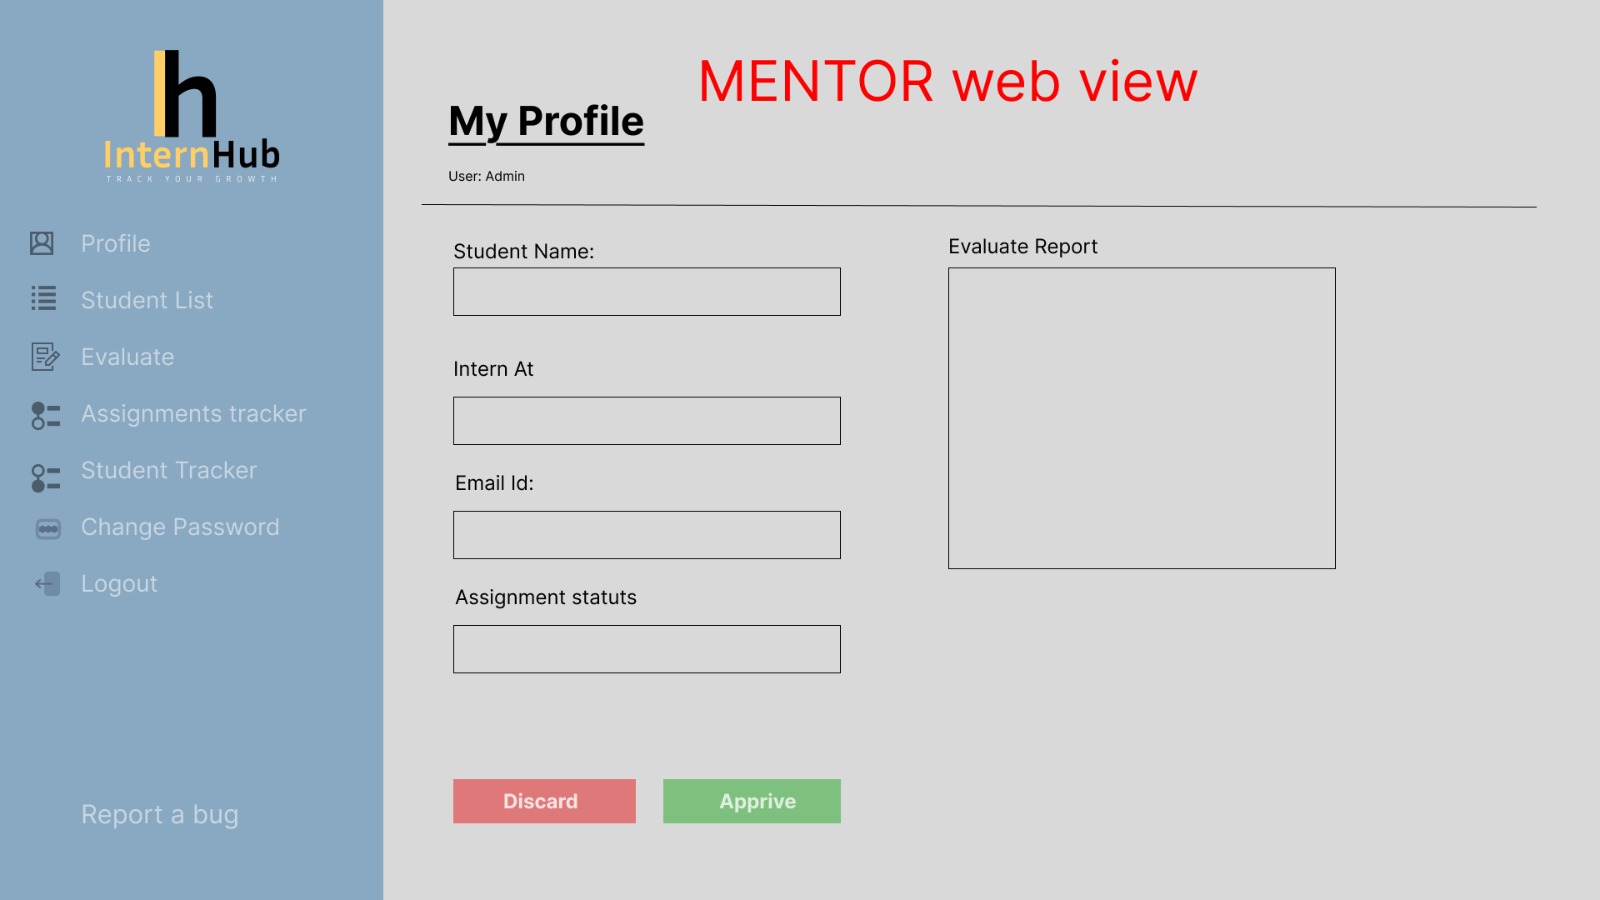 h
InternHub
TRACK YOUR GROWTH
Profile
Student List
Evaluate
Assignments tracker
Student Tracker
Change Password
Logout
Report a bug
MENTOR web view
My Profile
User: Admin
Student Name:
Intern At
Email Id:
Assignment statuts
Evaluate Report
Discard
Apprive